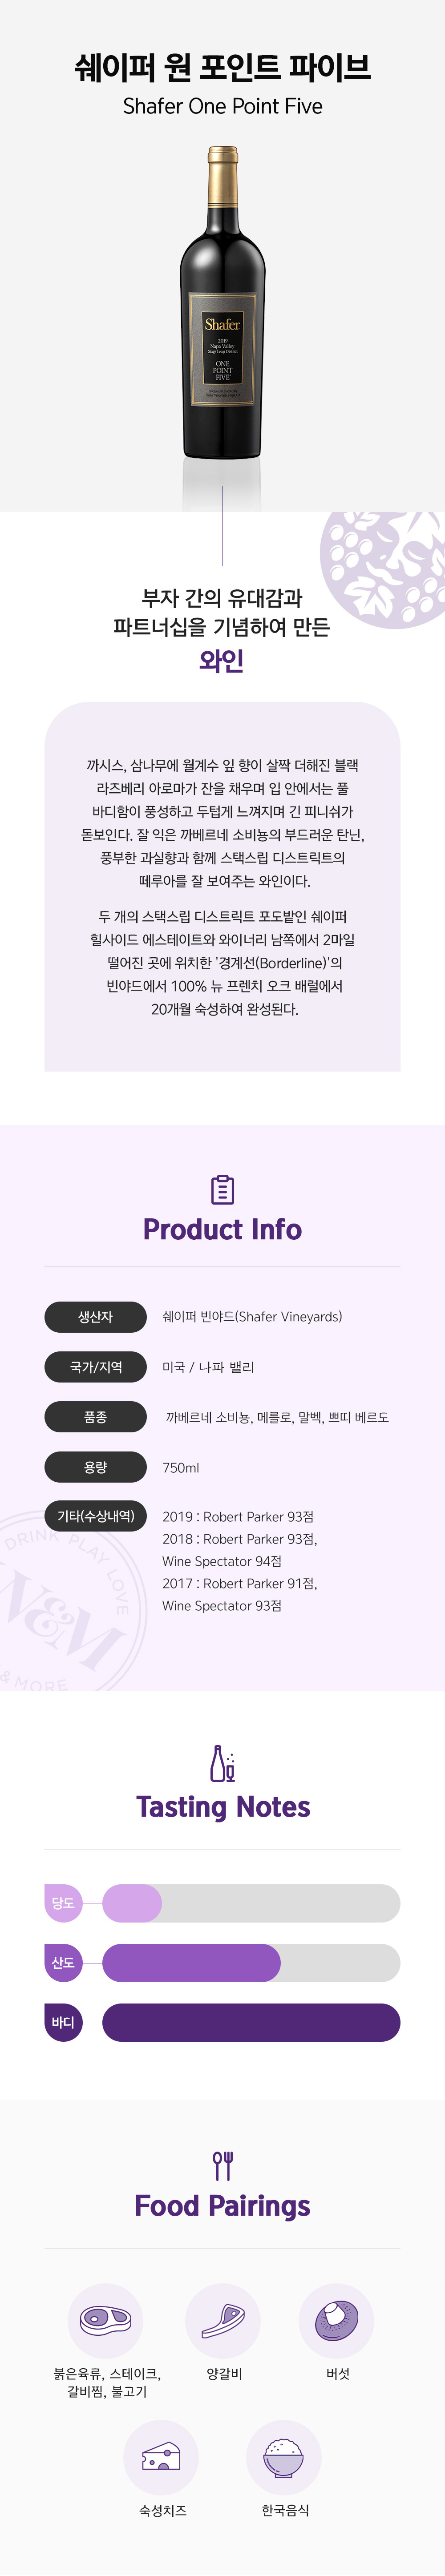 쉐이퍼 원 포인트 파이브
Shafer One Point Five
Shafer
2019
Napa Valley
Stags Leap District
ONE
POINT
FIVE
부자 간의 유대감과
파트너십을 기념하여 만든
와인
까시스, 삼나무에 월계수 잎 향이 살짝 더해진 블랙
라즈베리 아로마가 잔을 채우며 입 안에서는 풀
바디함이 풍성하고 두텁게 느껴지며 긴 피니쉬가
돋보인다. 잘 익은 까베르네 소비뇽의 부드러운 탄닌,
풍부한 과실향과 함께 스택스립 디스트릭트의
떼루아를 잘 보여주는 와인이다.
두 개의 스택스립 디스트릭트 포도밭인 쉐이퍼
힐사이드 에스테이트와 와이너리 남쪽에서 2마일
떨어진 곳에 위치한 '경계선(Borderline)'의
빈야드에서 100% 뉴 프렌치 오크 배럴에서
20개월 숙성하여 완성된다.
Product Info
생산자 쉐이퍼 빈야드(Shafer Vineyards)
국가/지역 미국 / 나파 밸리
품종 까베르네 소비뇽, 메를로, 말벡, 쁘띠 베르도
용량 750ml
기타(수상내역) 2019 : Robert Parker 93점
2018 : Robert Parker 93점,
Wine Spectator 94점
2017 : Robert Parker 91점,
Wine Spectator 93점
DRINK PLAY LOVE
W&M
& MORE
Tasting Notes
당도
산도
바디
Food Pairings
붉은육류, 스테이크,
갈비찜, 불고기
양갈비
버섯
숙성치즈
한국음식